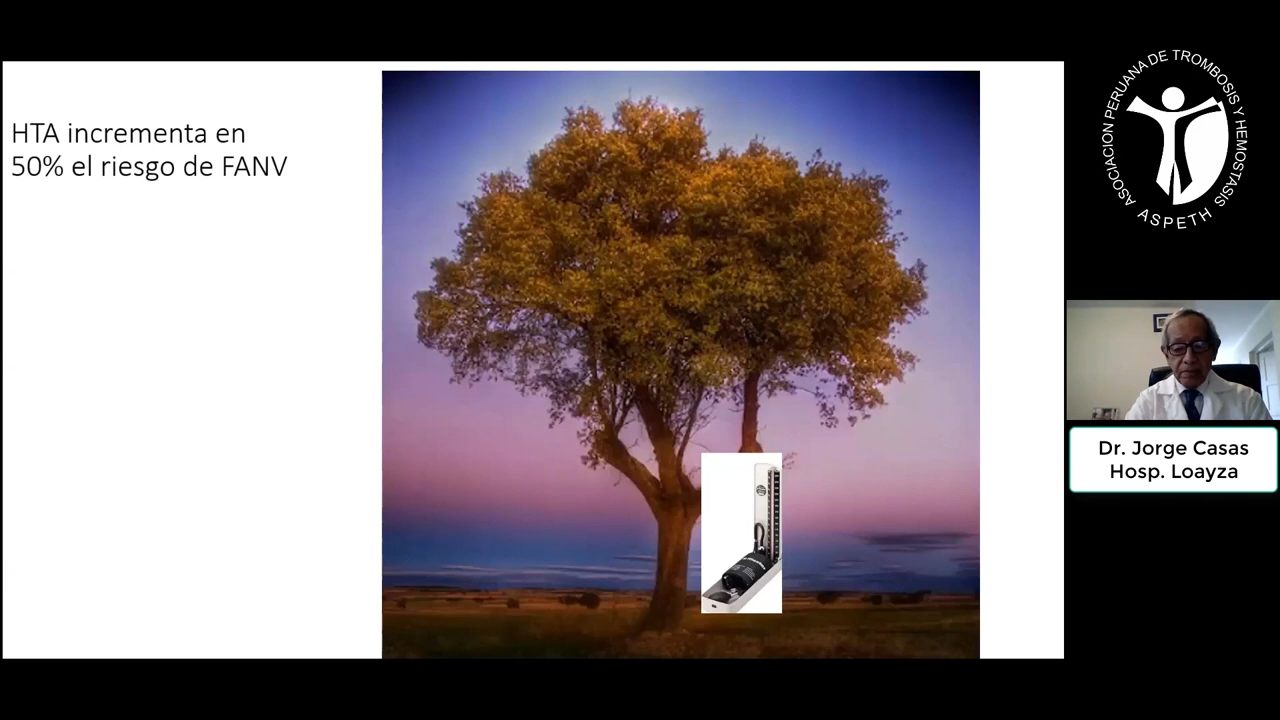 HTA incrementa en
50% el riesgo de FANV
ASOCIACION PERUANA DE TROMBOSIS Y HEMOSTASIS
ASPETH
Dr. Jorge Casas
Hosp. Loayza